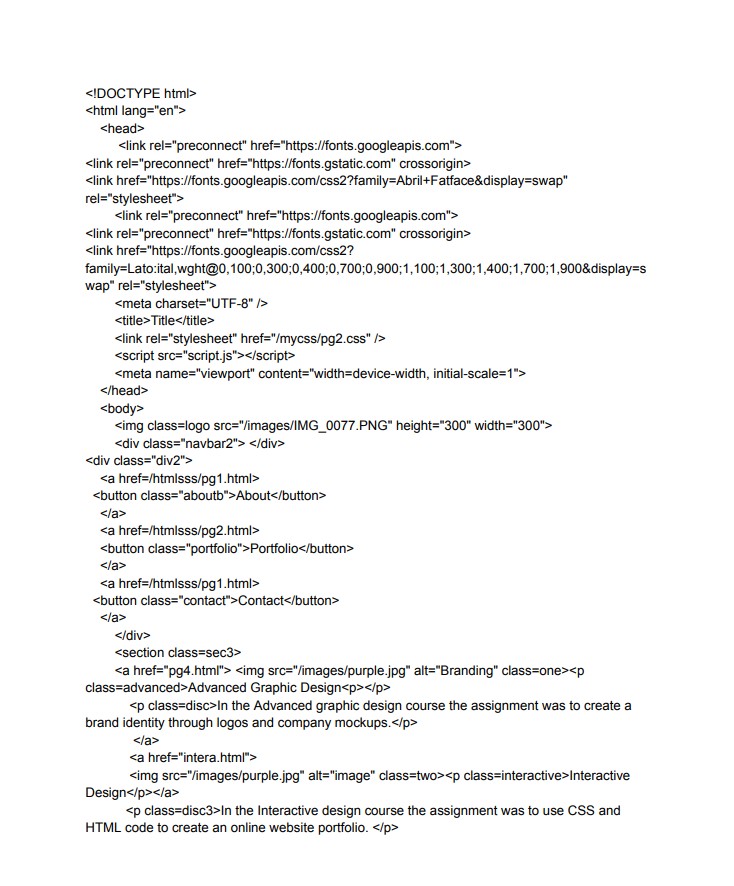 <!DOCTYPE html>
<html lang="en">
<head>
<link rel="preconnect" href="https://fonts.googleapis.com">
<link rel="preconnect" href="https://fonts.gstatic.com" crossorigin>
<link href="https://fonts.googleapis.com/css2?family=Abril+Fatface&display=swap"
rel="stylesheet">
<link rel="preconnect" href="https://fonts.googleapis.com">
<link rel="preconnect" href="https://fonts.gstatic.com" crossorigin>
<link href="https://fonts.googleapis.com/css2?
family=Lato:ital,wght@0,100;0,300;0,400;0,700;0,900;1,100;1,300;1,400;1,700;1,900&display=s
wap" rel="stylesheet">
<meta charset="UTF-8" />
<title>Title</title>
<link rel="stylesheet" href="/mycss/pg2.css" />
<script src="script.js"></script>
<meta name="viewport" content="width=device-width, initial-scale=1">
</head>
<body>
<img class=logo src="/images/IMG_0077.PNG" height="300" width="300">
<div class="navbar2"> </div>
<div class="div2">
<a href=/htmlsss/pg1.html>
<button class="aboutb">About</button>
</a>
<a href=/htmlsss/pg2.html>
<button class="portfolio">Portfolio</button>
</a>
<a href=/htmlsss/pg1.html>
<button class="contact">Contact</button>
</a>
</div>
<section class=sec3>
<a href="pg4.html"> <img src="/images/purple.jpg" alt="Branding" class=one><p
class=advanced>Advanced Graphic Design<p></p>
<p class=disc>In the Advanced graphic design course the assignment was to create a
brand identity through logos and company mockups.</p>
</a>
<a href="intera.html">
<img src="/images/purple.jpg" alt="image" class=two><p class=interactive>Interactive
Design</p></a>
<p class=disc3>In the Interactive design course the assignment was to use CSS and
HTML code to create an online website portfolio. </p>